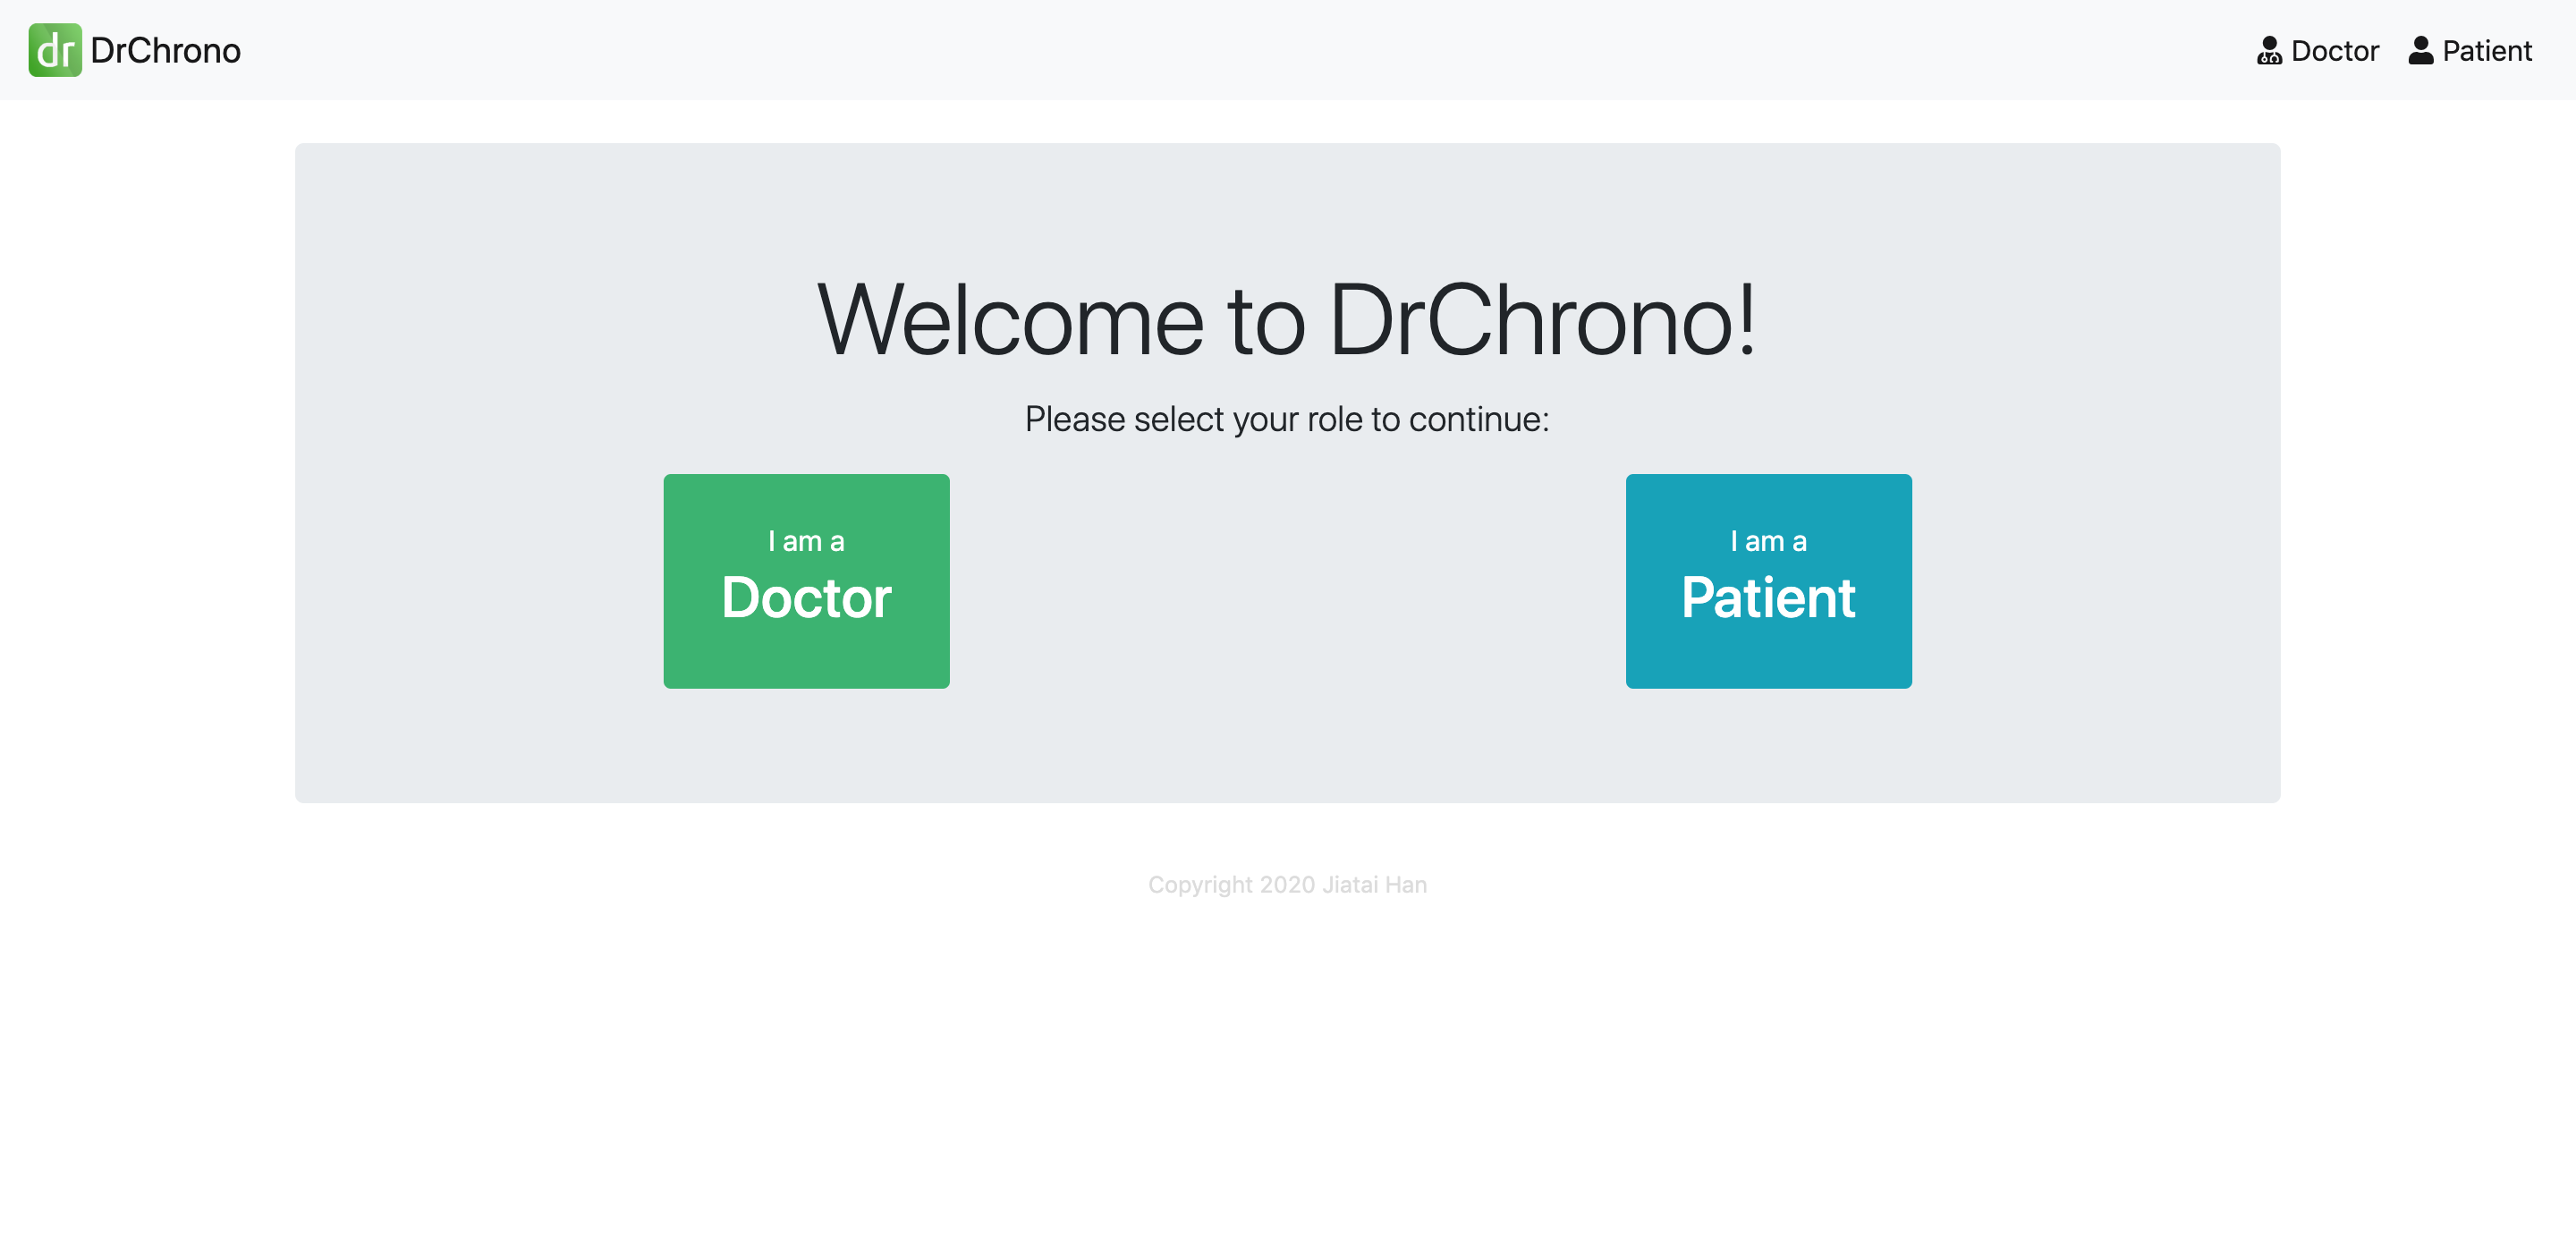 dr DrChrono
Doctor Patient
Welcome to DrChrono!
Please select your role to continue:
I am a
Doctor
I am a
Patient
Copyright 2020 Jiatai Han